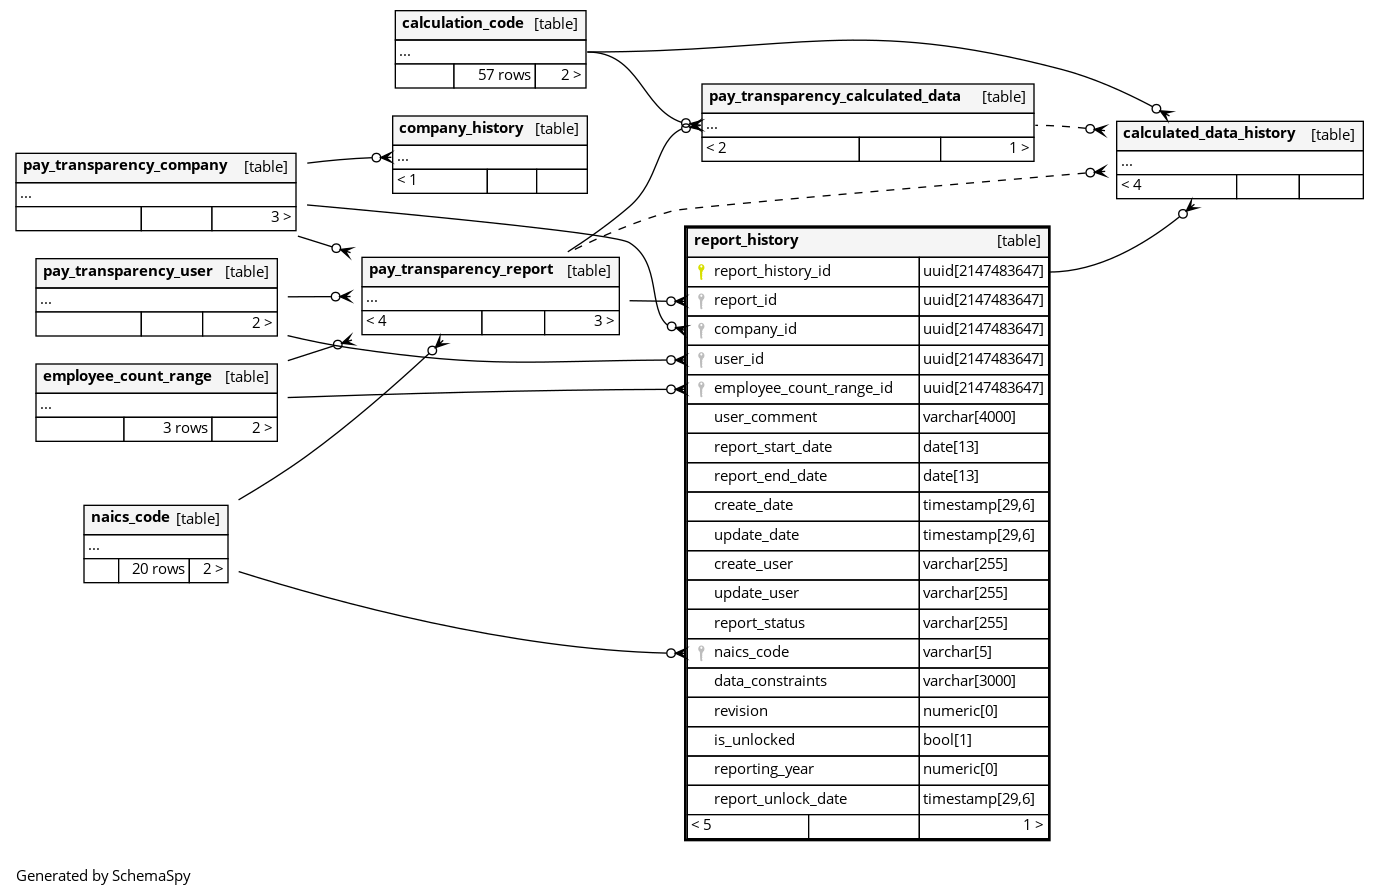 calculation_code [table]
...
57 rows 2 >
company_history [table]
...
< 1
pay_transparency_company [table]
...
3 >
pay_transparency_user [table]
...
2 >
employee_count_range [table]
...
3 rows 2 >
naics_code [table]
...
20 rows 2 >
pay_transparency_report [table]
...
< 4 3 >
pay_transparency_calculated_data [table]
...
< 2 1 >
calculated_data_history [table]
...
< 4
report_history [table]
report_history_id uuid[2147483647]
report_id uuid[2147483647]
company_id uuid[2147483647]
user_id uuid[2147483647]
employee_count_range_id uuid[2147483647]
user_comment varchar[4000]
report_start_date date[13]
report_end_date date[13]
create_date timestamp[29,6]
update_date timestamp[29,6]
create_user varchar[255]
update_user varchar[255]
report_status varchar[255]
naics_code varchar[5]
data_constraints varchar[3000]
revision numeric[0]
is_unlocked bool[1]
reporting_year numeric[0]
report_unlock_date timestamp[29,6]
< 5 1 >
Generated by SchemaSpy